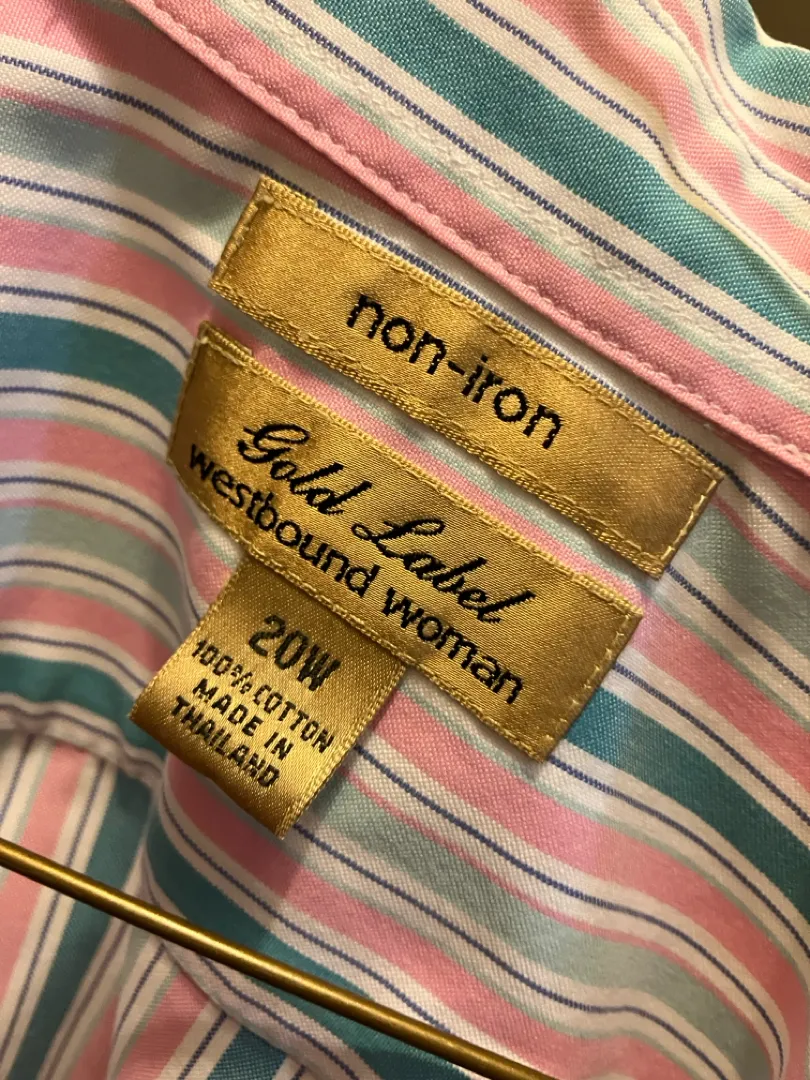 non-iron
Gold Label
westbound woman
20W
100% COTTON
MADE IN
THAILAND